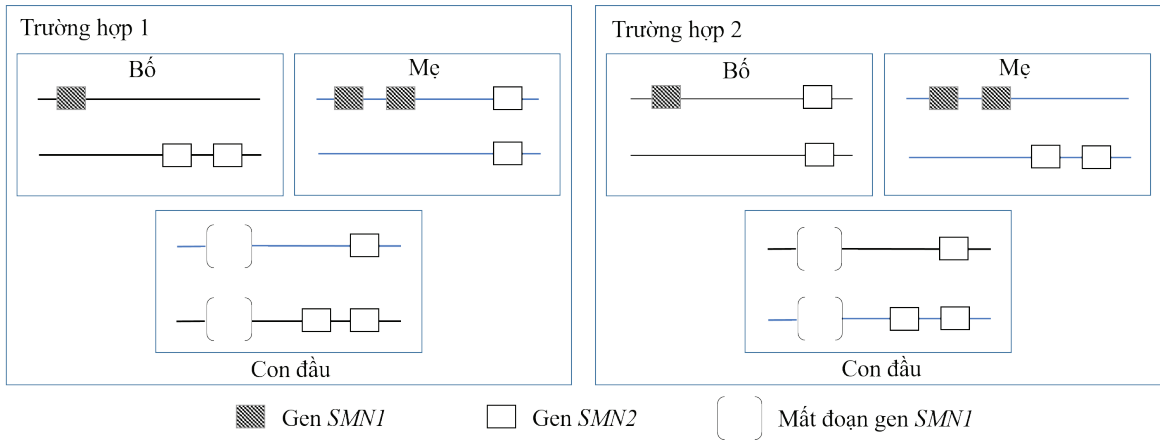 Trường hợp 1
Bố
Mẹ
Con đầu
Trường hợp 2
Bố
Mẹ
Con đầu
Gen SMN1
Gen SMN2
Mất đoạn gen SMN1